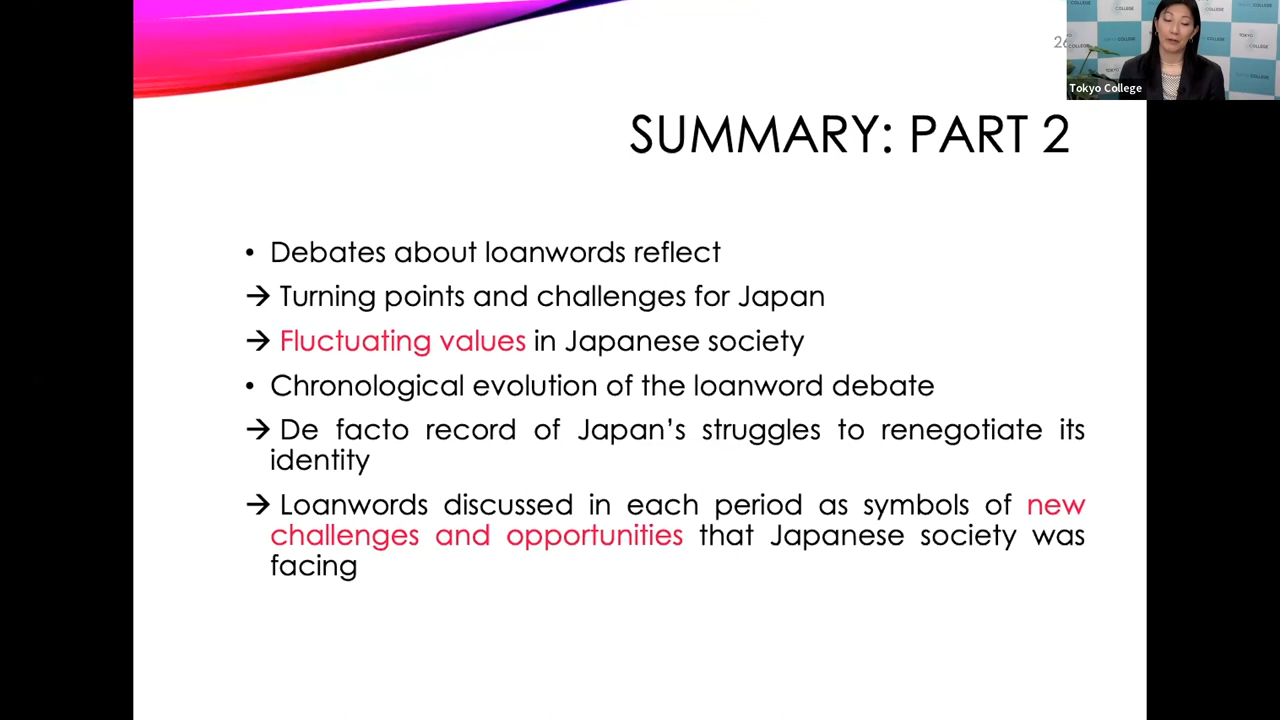 26
Tokyo College
SUMMARY: PART 2
• Debates about loanwords reflect
→ Turning points and challenges for Japan
→ Fluctuating values in Japanese society
• Chronological evolution of the loanword debate
→ De facto record of Japan’s struggles to renegotiate its
identity
→ Loanwords discussed in each period as symbols of new
challenges and opportunities that Japanese society was
facing